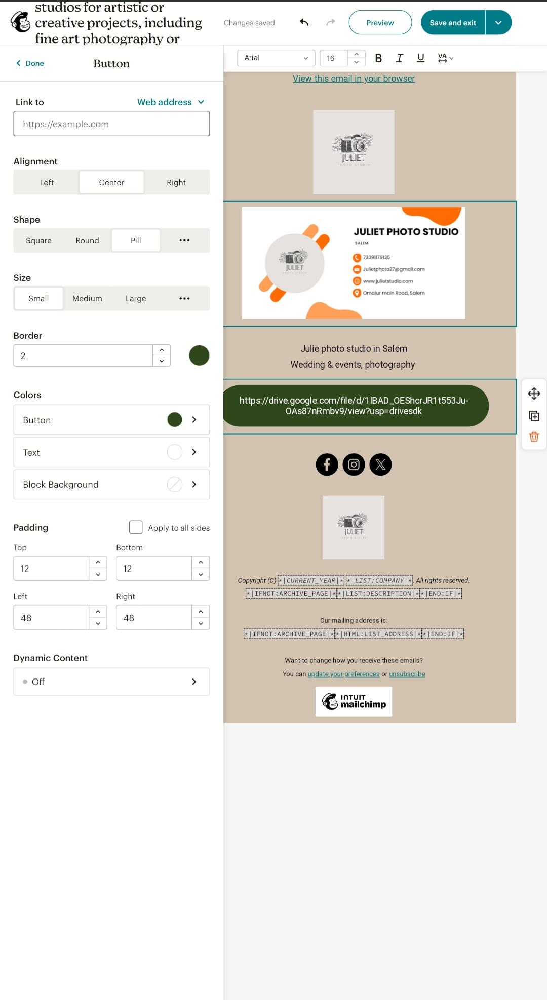 studios for artistic or
creative projects, including
fine art photography or
Changes saved
Preview
Save and exit
Done
Button
Arial
16
B I U VA
View this email in your browser
Link to
Web address
https://example.com
JULIET
PHOTO STUDIO
Alignment
Left Center Right
Shape
Square Round Pill •••
Size
Small Medium Large •••
JULIET PHOTO STUDIO
SALEM
73391179135
Julietphoto27@gmail.com
www.julietstudio.com
Omalur main Road, Salem
JULIET
PHOTO STUDIO
Border
2
Julie photo studio in Salem
Wedding & events, photography
Colors
Button
Text
Block Background
https://drive.google.com/file/d/1IBAD_OEShcrJR1t553Ju-
OAs87nRmbv9/view?usp=drivesdk
JULIET
PHOTO STUDIO
Padding
Apply to all sides
Top Bottom
12 12
Left Right
48 48
Dynamic Content
Off
Copyright (C) *|CURRENT_YEAR|* *|LIST:COMPANY|*. All rights reserved.
*|IFNOT:ARCHIVE_PAGE|* *|LIST:DESCRIPTION|* *|END:IF|*
Our mailing address is:
*|IFNOT:ARCHIVE_PAGE|* *|HTML:LIST_ADDRESS|* *|END:IF|*
Want to change how you receive these emails?
You can update your preferences or unsubscribe
INTUIT
mailchimp